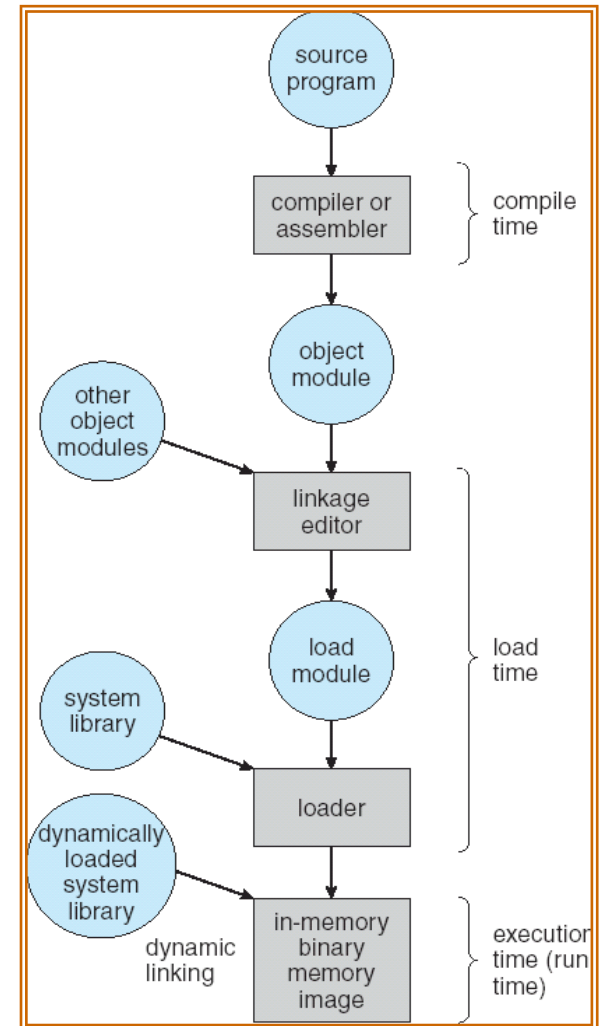 source
program
compiler or
assembler
compile
time
object
module
other
object
modules
linkage
editor
load
module
load
time
system
library
loader
dynamically
loaded
system
library
dynamic
linking
in-memory
binary
memory
image
execution
time (run
time)